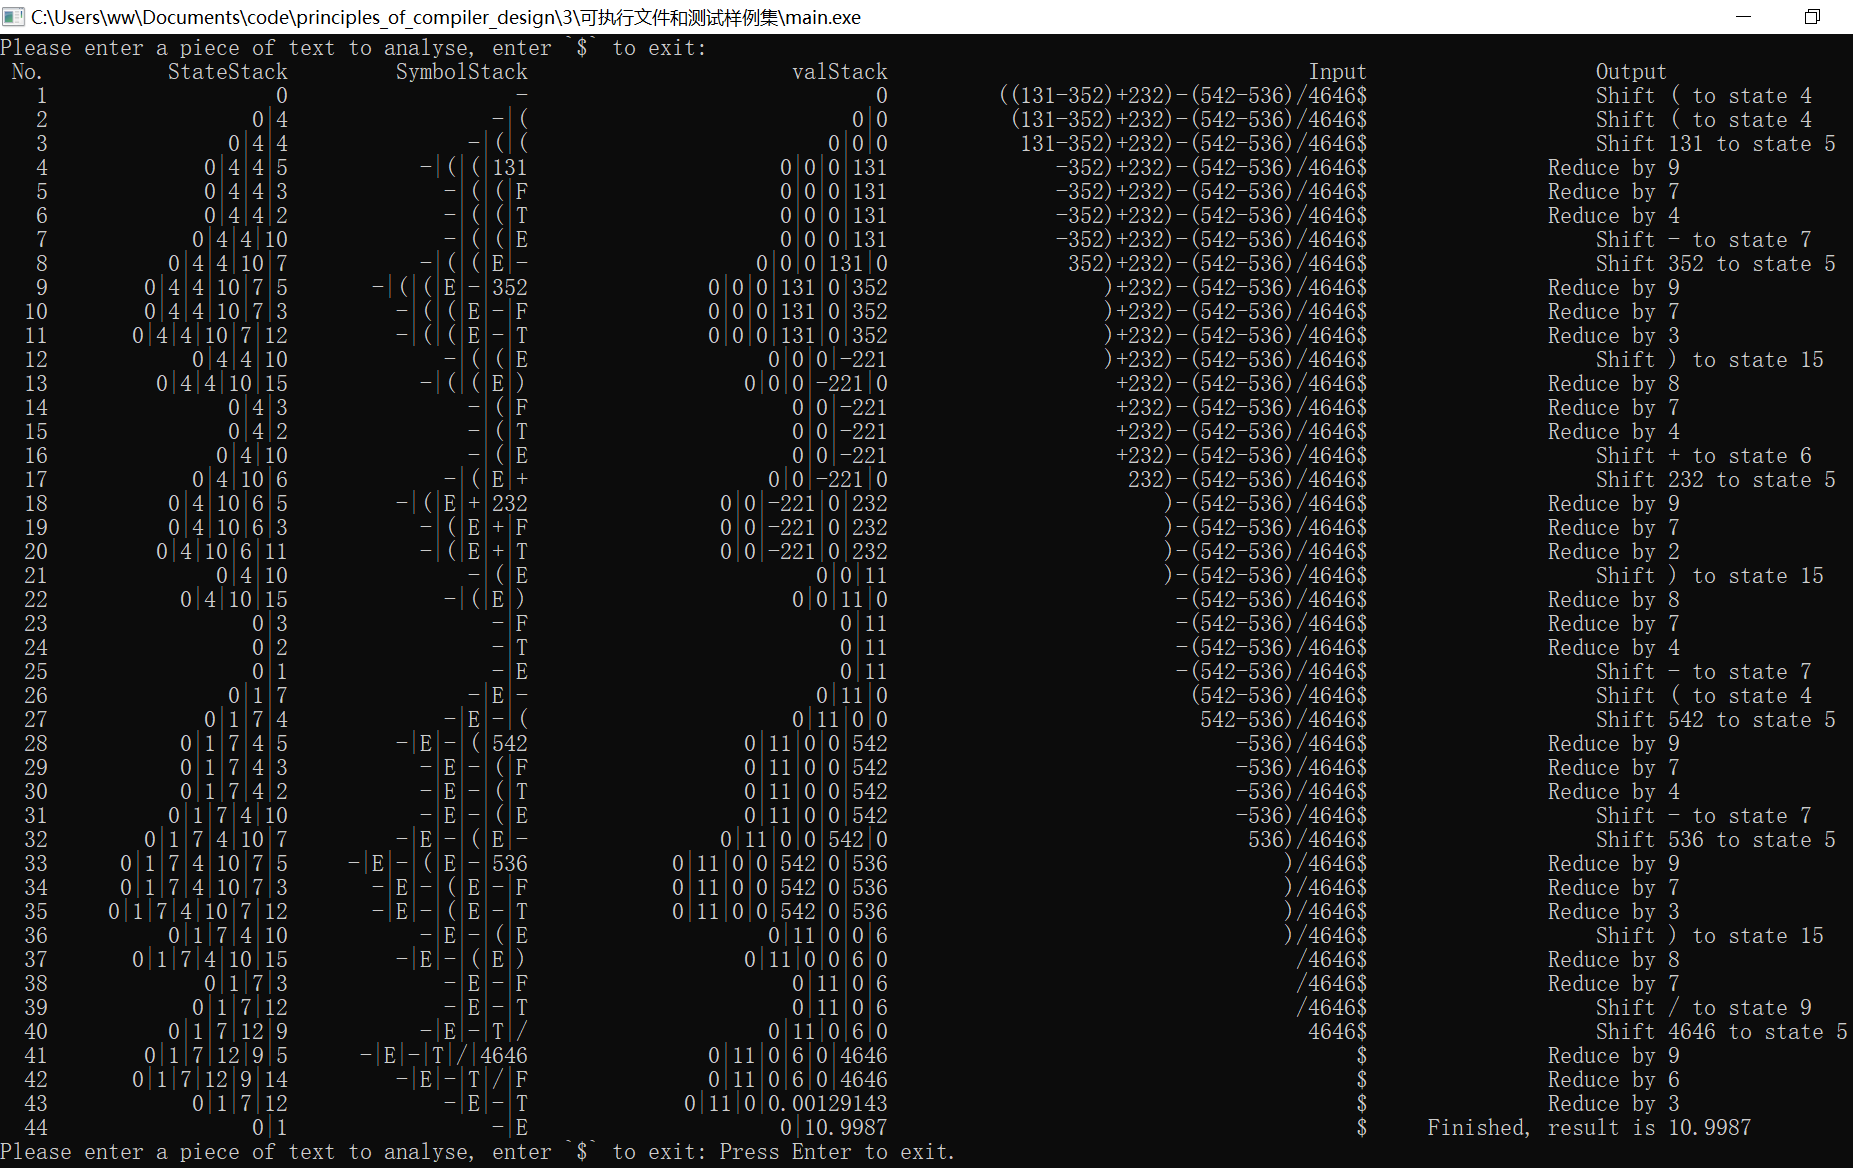 C:\Users\ww\Documents\code\principles_of_compiler_design\3\可执行文件和测试样例集\main.exe
Please enter a piece of text to analyse, enter `$` to exit:
No. StateStack SymbolStack valStack Input Output
1 0 - 0 ((131-352)+232)-(542-536)/4646$ Shift ( to state 4
2 0|4 -|( 0|0 (131-352)+232)-(542-536)/4646$ Shift ( to state 4
3 0|4|4 -|(|( 0|0|0 131-352)+232)-(542-536)/4646$ Shift 131 to state 5
4 0|4|4|5 -|(|(|131 0|0|0|131 -352)+232)-(542-536)/4646$ Reduce by 9
5 0|4|4|3 -|(|(|F 0|0|0|131 -352)+232)-(542-536)/4646$ Reduce by 7
6 0|4|4|2 -|(|(|T 0|0|0|131 -352)+232)-(542-536)/4646$ Reduce by 4
7 0|4|4|10 -|(|(|E 0|0|0|131 -352)+232)-(542-536)/4646$ Shift - to state 7
8 0|4|4|10|7 -|(|(|E|- 0|0|0|131|0 352)+232)-(542-536)/4646$ Shift 352 to state 5
9 0|4|4|10|7|5 -|(|(|E|-|352 0|0|0|131|0|352 )+232)-(542-536)/4646$ Reduce by 9
10 0|4|4|10|7|3 -|(|(|E|-|F 0|0|0|131|0|352 )+232)-(542-536)/4646$ Reduce by 7
11 0|4|4|10|7|12 -|(|(|E|-|T 0|0|0|131|0|352 )+232)-(542-536)/4646$ Reduce by 3
12 0|4|4|10 -|(|(|E 0|0|0|-221 )+232)-(542-536)/4646$ Shift ) to state 15
13 0|4|4|10|15 -|(|(|E|) 0|0|0|-221|0 +232)-(542-536)/4646$ Reduce by 8
14 0|4|3 -|(|F 0|0|-221 +232)-(542-536)/4646$ Reduce by 7
15 0|4|2 -|(|T 0|0|-221 +232)-(542-536)/4646$ Reduce by 4
16 0|4|10 -|(|E 0|0|-221 +232)-(542-536)/4646$ Shift + to state 6
17 0|4|10|6 -|(|E|+ 0|0|-221|0 232)-(542-536)/4646$ Shift 232 to state 5
18 0|4|10|6|5 -|(|E|+|232 0|0|-221|0|232 )-(542-536)/4646$ Reduce by 9
19 0|4|10|6|3 -|(|E|+|F 0|0|-221|0|232 )-(542-536)/4646$ Reduce by 7
20 0|4|10|6|11 -|(|E|+|T 0|0|-221|0|232 )-(542-536)/4646$ Reduce by 2
21 0|4|10 -|(|E 0|0|11 )-(542-536)/4646$ Shift ) to state 15
22 0|4|10|15 -|(|E|) 0|0|11|0 -(542-536)/4646$ Reduce by 8
23 0|3 -|F 0|11 -(542-536)/4646$ Reduce by 7
24 0|2 -|T 0|11 -(542-536)/4646$ Reduce by 4
25 0|1 -|E 0|11 -(542-536)/4646$ Shift - to state 7
26 0|1|7 -|E|- 0|11|0 (542-536)/4646$ Shift ( to state 4
27 0|1|7|4 -|E|-|( 0|11|0|0 542-536)/4646$ Shift 542 to state 5
28 0|1|7|4|5 -|E|-|(|542 0|11|0|0|542 -536)/4646$ Reduce by 9
29 0|1|7|4|3 -|E|-|(|F 0|11|0|0|542 -536)/4646$ Reduce by 7
30 0|1|7|4|2 -|E|-|(|T 0|11|0|0|542 -536)/4646$ Reduce by 4
31 0|1|7|4|10 -|E|-|(|E 0|11|0|0|542 -536)/4646$ Shift - to state 7
32 0|1|7|4|10|7 -|E|-|(|E|- 0|11|0|0|542|0 536)/4646$ Shift 536 to state 5
33 0|1|7|4|10|7|5 -|E|-|(|E|-|536 0|11|0|0|542|0|536 )/4646$ Reduce by 9
34 0|1|7|4|10|7|3 -|E|-|(|E|-|F 0|11|0|0|542|0|536 )/4646$ Reduce by 7
35 0|1|7|4|10|7|12 -|E|-|(|E|-|T 0|11|0|0|542|0|536 )/4646$ Reduce by 3
36 0|1|7|4|10 -|E|-|(|E 0|11|0|0|6 )/4646$ Shift ) to state 15
37 0|1|7|4|10|15 -|E|-|(|E|) 0|11|0|0|6|0 /4646$ Reduce by 8
38 0|1|7|3 -|E|-|F 0|11|0|6 /4646$ Reduce by 7
39 0|1|7|12 -|E|-|T 0|11|0|6 /4646$ Shift / to state 9
40 0|1|7|12|9 -|E|-|T|/ 0|11|0|6|0 4646$ Shift 4646 to state 5
41 0|1|7|12|9|5 -|E|-|T|/|4646 0|11|0|6|0|4646 $ Reduce by 9
42 0|1|7|12|9|14 -|E|-|T|/|F 0|11|0|6|0|4646 $ Reduce by 6
43 0|1|7|12 -|E|-|T 0|11|0|0.00129143 $ Reduce by 3
44 0|1 -|E 0|10.9987 $ Finished, result is 10.9987
Please enter a piece of text to analyse, enter `$` to exit: Press Enter to exit.